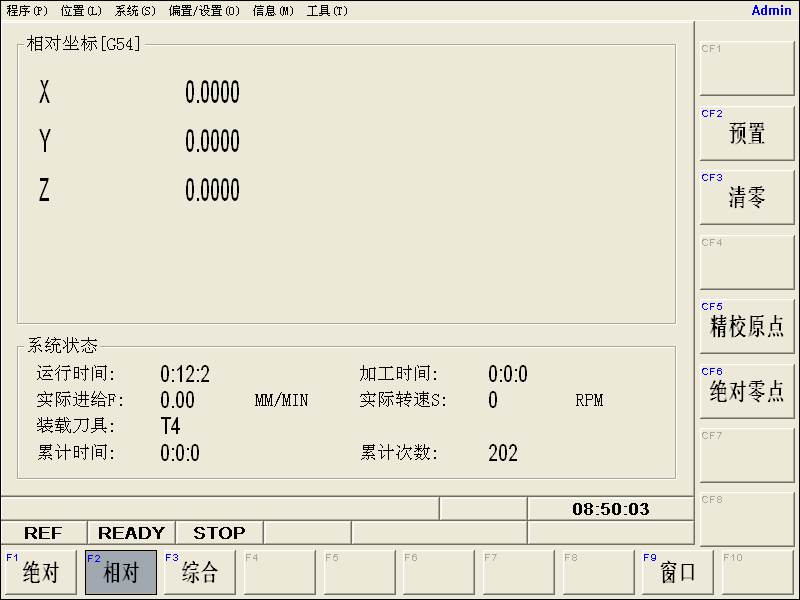 程序(P) 位置(L) 系统(S) 偏置/设置(O) 信息(M) 工具(T) Admin
相对坐标[G54]
X 0.0000
Y 0.0000
Z 0.0000
系统状态
运行时间: 0:12:2 加工时间: 0:0:0
实际进给F: 0.00 MM/MIN 实际转速S: 0 RPM
装载刀具: T4
累计时间: 0:0:0 累计次数: 202
CF1
CF2 预置
CF3 清零
CF4
CF5 精校原点
CF6 绝对零点
CF7
CF8
08:50:03
REF READY STOP
F1 绝对 F2 相对 F3 综合 F4 F5 F6 F7 F8 F9 窗口 F10